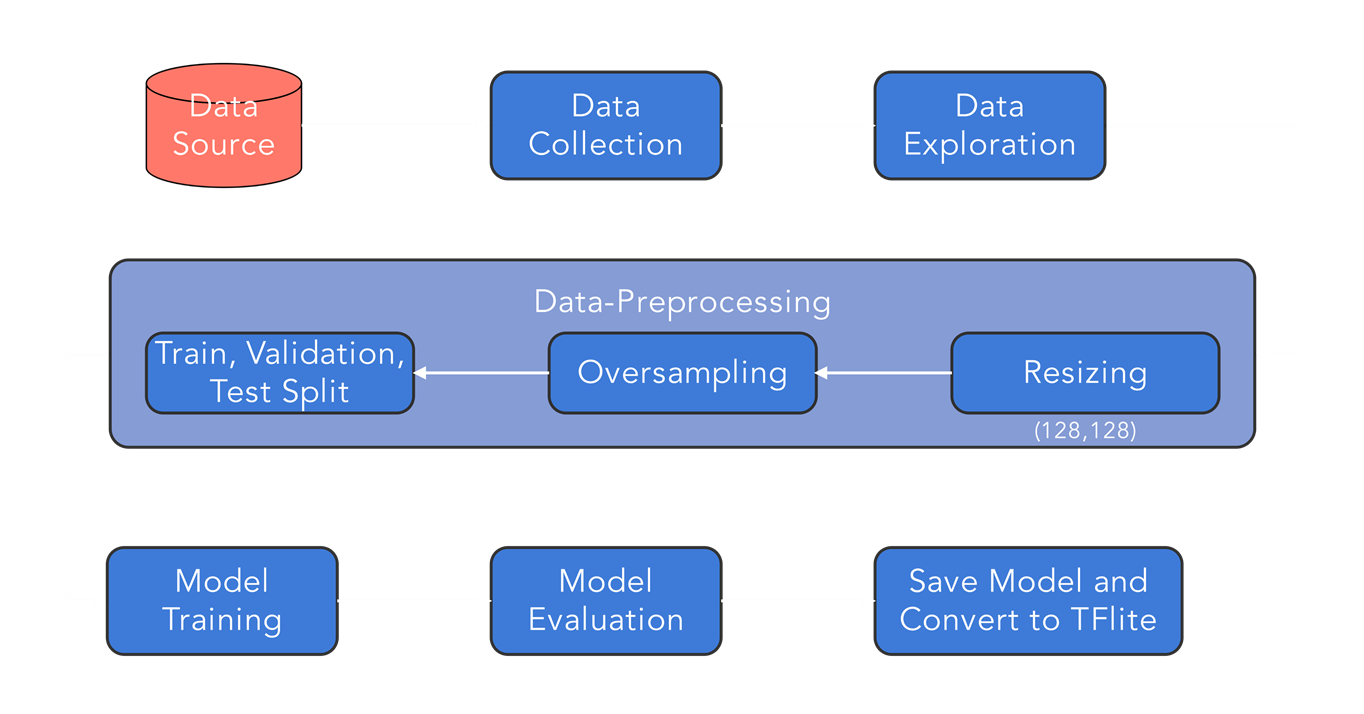 Data
Source
Data
Collection
Data
Exploration
Data-Preprocessing
Train, Validation,
Test Split
Oversampling
Resizing
(128,128)
Model
Training
Model
Evaluation
Save Model and
Convert to TFlite